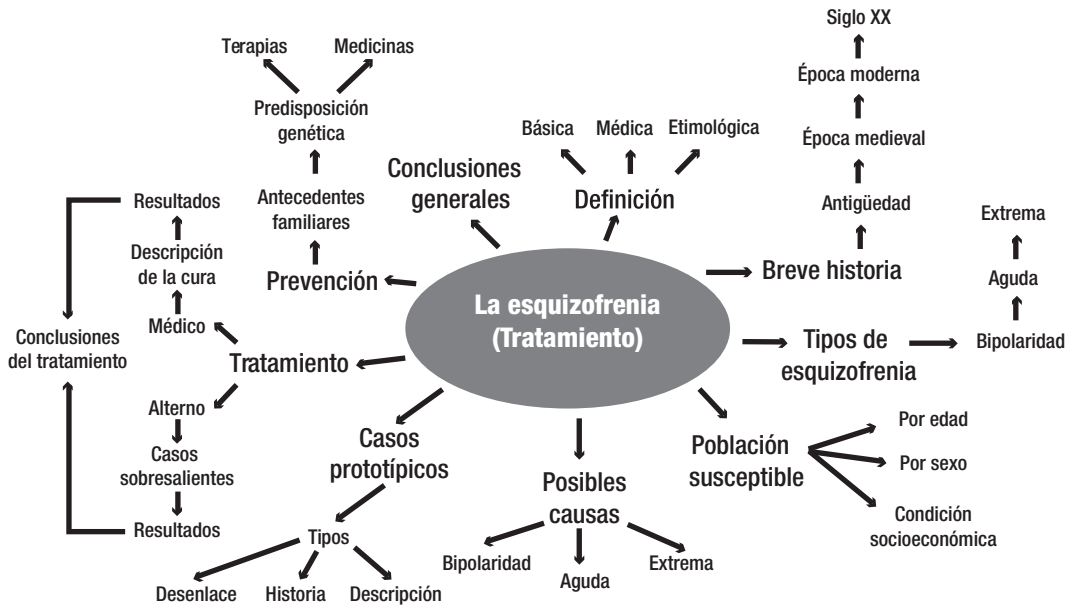 La esquizofrenia
(Tratamiento)
Conclusiones
generales
Definición
Básica
Médica
Etimológica
Breve historia
Antigüedad
Época medieval
Época moderna
Siglo XX
Tipos de
esquizofrenia
Bipolaridad
Aguda
Extrema
Población
susceptible
Por edad
Por sexo
Condición
socioeconómica
Posibles
causas
Bipolaridad
Aguda
Extrema
Casos
prototípicos
Tipos
Desenlace
Historia
Descripción
Tratamiento
Médico
Descripción
de la cura
Resultados
Alterno
Casos
sobresalientes
Resultados
Conclusiones
del tratamiento
Prevención
Antecedentes
familiares
Predisposición
genética
Terapias
Medicinas